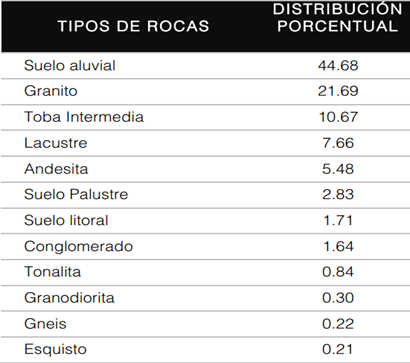 TIPOS DE ROCAS DISTRIBUCIÓN PORCENTUAL
Suelo aluvial 44.68
Granito 21.69
Toba Intermedia 10.67
Lacustre 7.66
Andesita 5.48
Suelo Palustre 2.83
Suelo litoral 1.71
Conglomerado 1.64
Tonalita 0.84
Granodiorita 0.30
Gneis 0.22
Esquisto 0.21